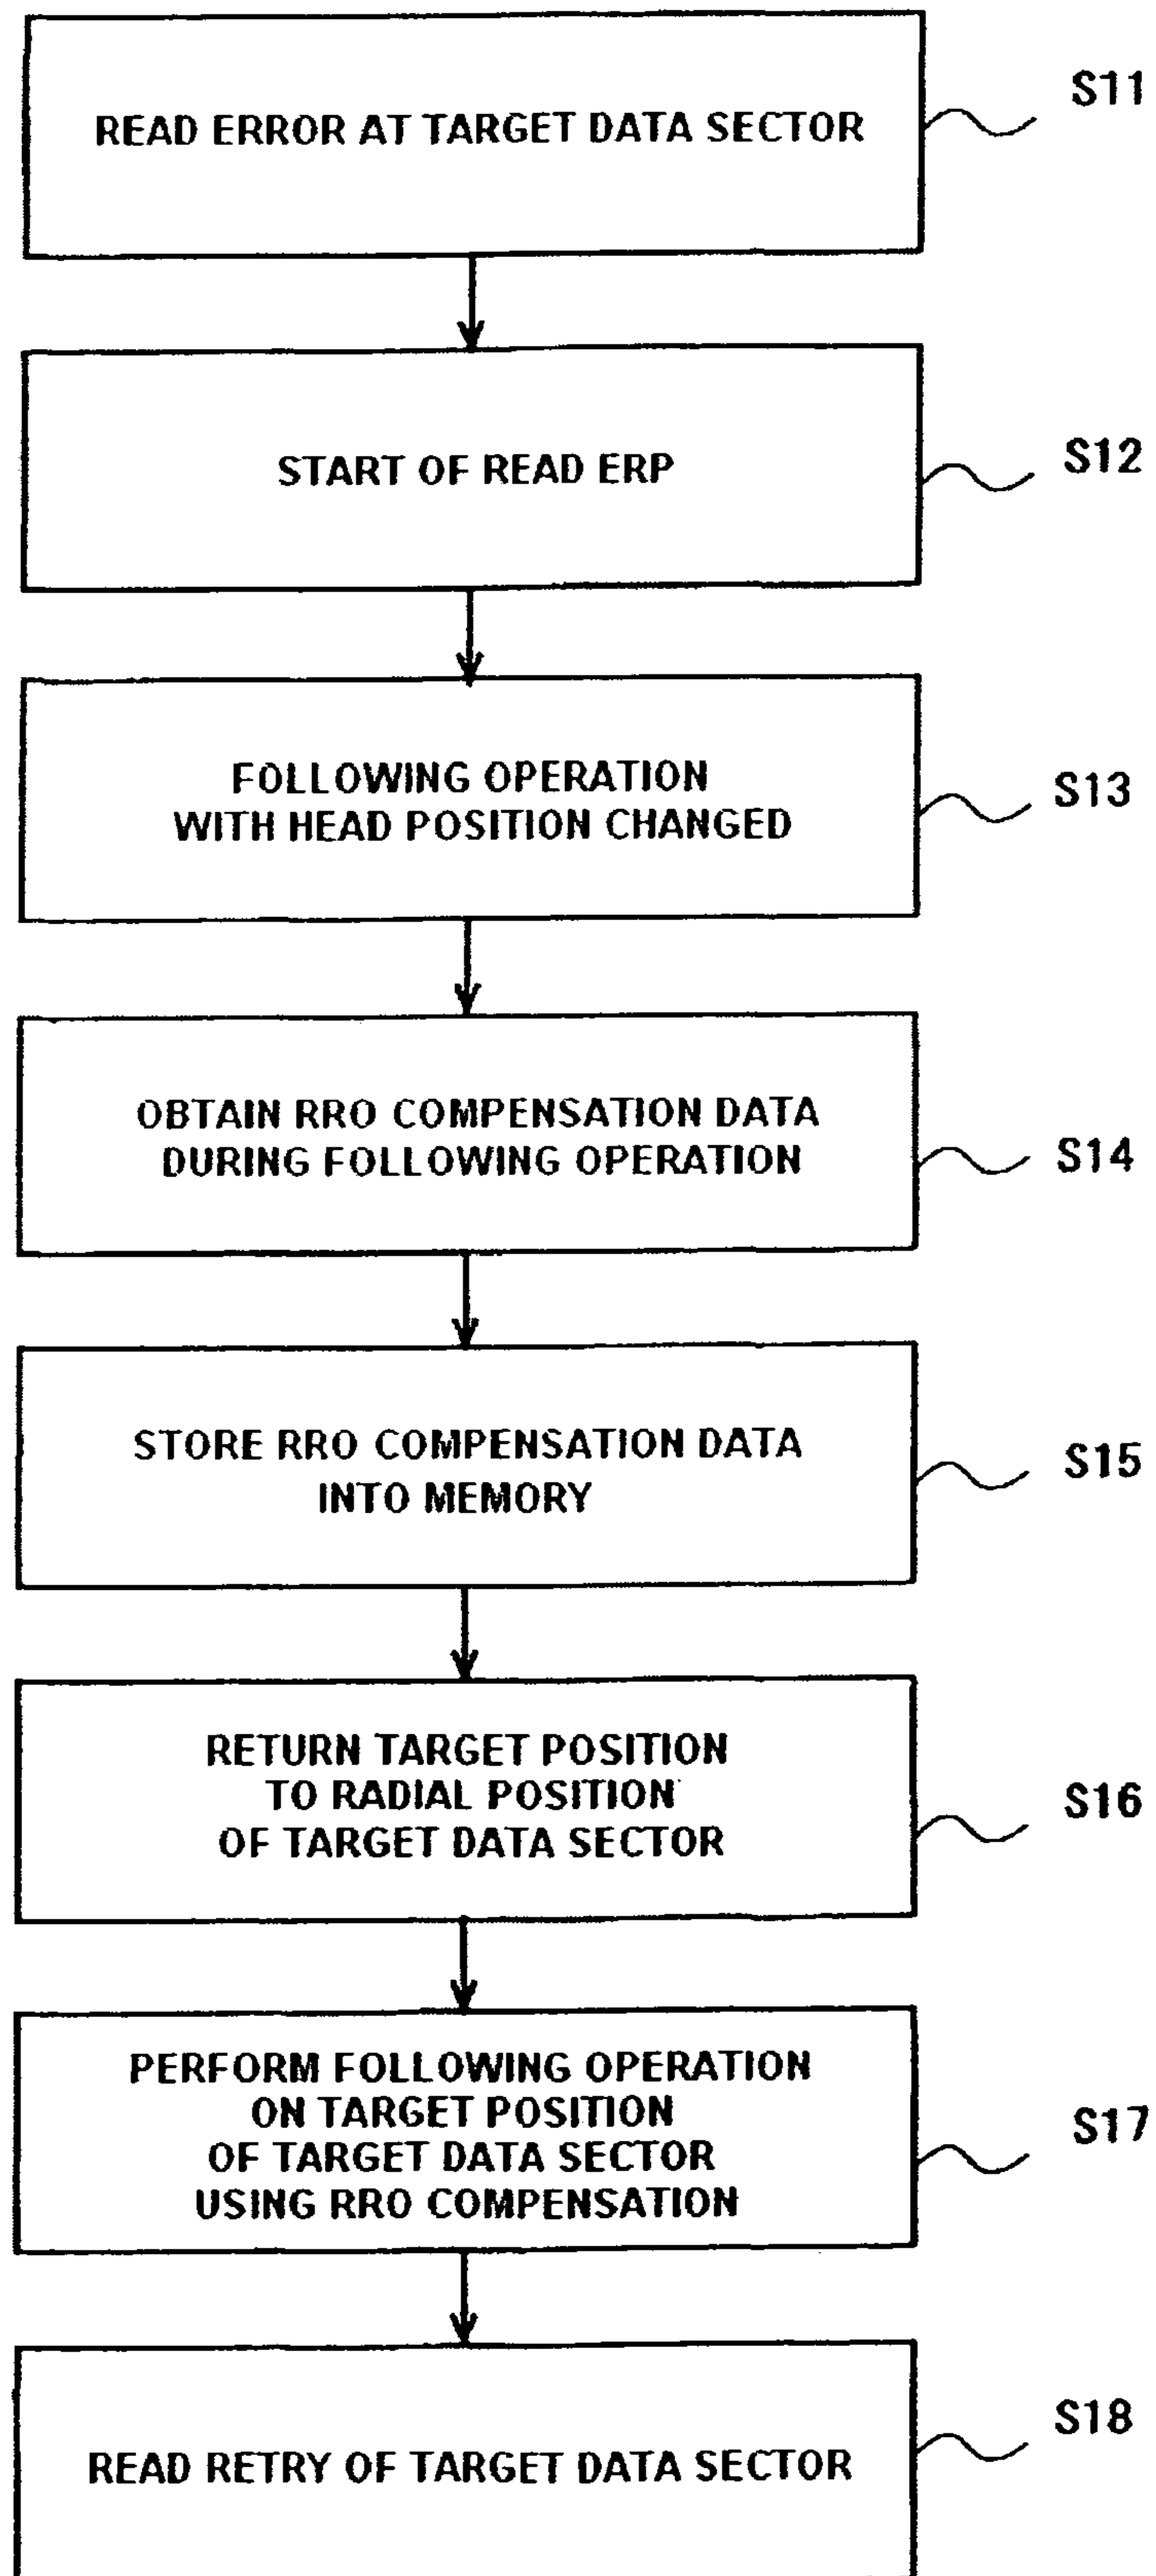 READ ERROR AT TARGET DATA SECTOR
S11
START OF READ ERP
S12
FOLLOWING OPERATION
WITH HEAD POSITION CHANGED
S13
OBTAIN RRO COMPENSATION DATA
DURING FOLLOWING OPERATION
S14
STORE RRO COMPENSATION DATA
INTO MEMORY
S15
RETURN TARGET POSITION
TO RADIAL POSITION
OF TARGET DATA SECTOR
S16
PERFORM FOLLOWING OPERATION
ON TARGET POSITION
OF TARGET DATA SECTOR
USING RRO COMPENSATION
S17
READ RETRY OF TARGET DATA SECTOR
S18